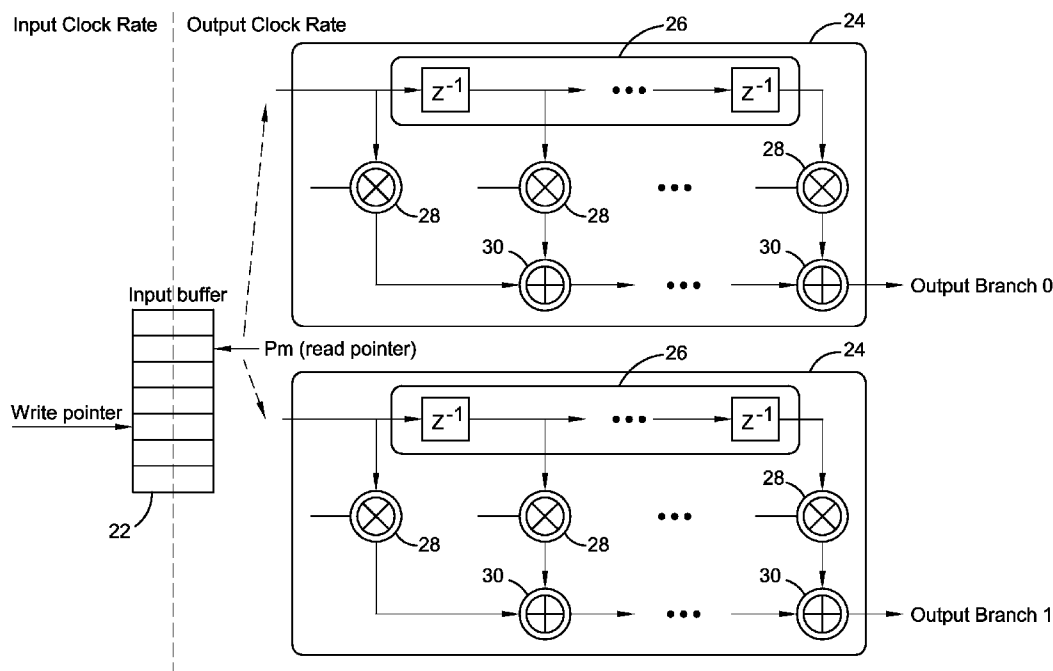 Input Clock Rate
Output Clock Rate
24
26
z-1
•••
z-1
28
28
28
•••
30
30
•••
Output Branch 0
Input buffer
Pm (read pointer)
Write pointer
22
24
26
z-1
•••
z-1
28
28
28
•••
30
30
•••
Output Branch 1